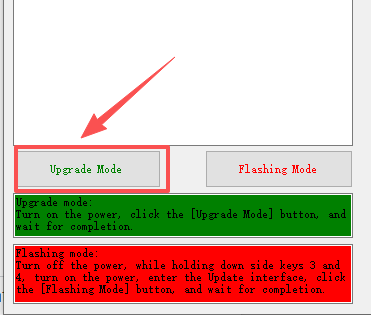 Upgrade Mode
Flashing Mode
Upgrade mode:
Turn on the power, click the [Upgrade Mode] button, and
wait for completion.
Flashing mode:
Turn off the power, while holding down side keys 3 and
4, turn on the power, enter the Update interface, click
the [Flashing Mode] button, and wait for completion.